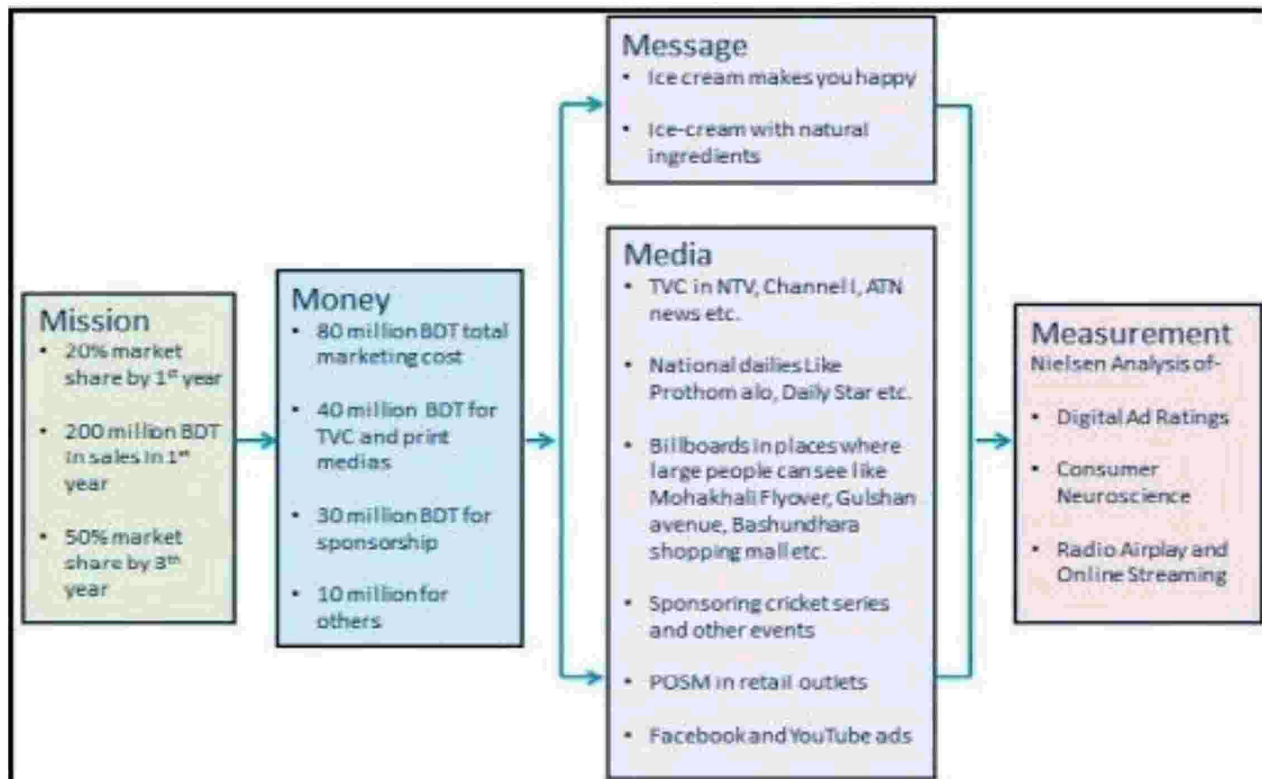 Mission
• 20% market
share by 1st year
• 200 million BDT
in sales in 1st
year
• 50% market
share by 3th
year
Money
• 80 million BDT total
marketing cost
• 40 million BDT for
TVC and print
medias
• 30 million BDT for
sponsorship
• 10 million for
others
Message
• Ice cream makes you happy
• Ice-cream with natural
ingredients
Media
• TVC in NTV, Channel I, ATN
news etc.
• National dailies Like
Prothom alo, Daily Star etc.
• Billboards in places where
large people can see like
Mohakhali Flyover, Gulshan
avenue, Bashundhara
shopping mall etc.
• Sponsoring cricket series
and other events
• POSM in retail outlets
• Facebook and YouTube ads
Measurement
Nielsen Analysis of-
• Digital Ad Ratings
• Consumer
Neuroscience
• Radio Airplay and
Online Streaming